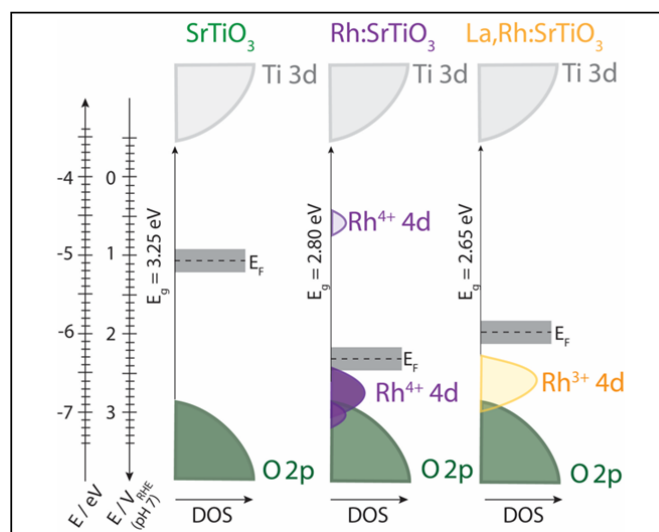 SrTiO3 Rh:SrTiO3 La,Rh:SrTiO3
Ti 3d Ti 3d Ti 3d
-4 0
-5 1
-6 2
-7 3
E / eV
E / V RHE
(pH 7)
Eg = 3.25 eV
EF
O 2p
DOS
Eg = 2.80 eV
Rh4+ 4d
EF
Rh4+ 4d
O 2p
DOS
Eg = 2.65 eV
EF
Rh3+ 4d
O 2p
DOS